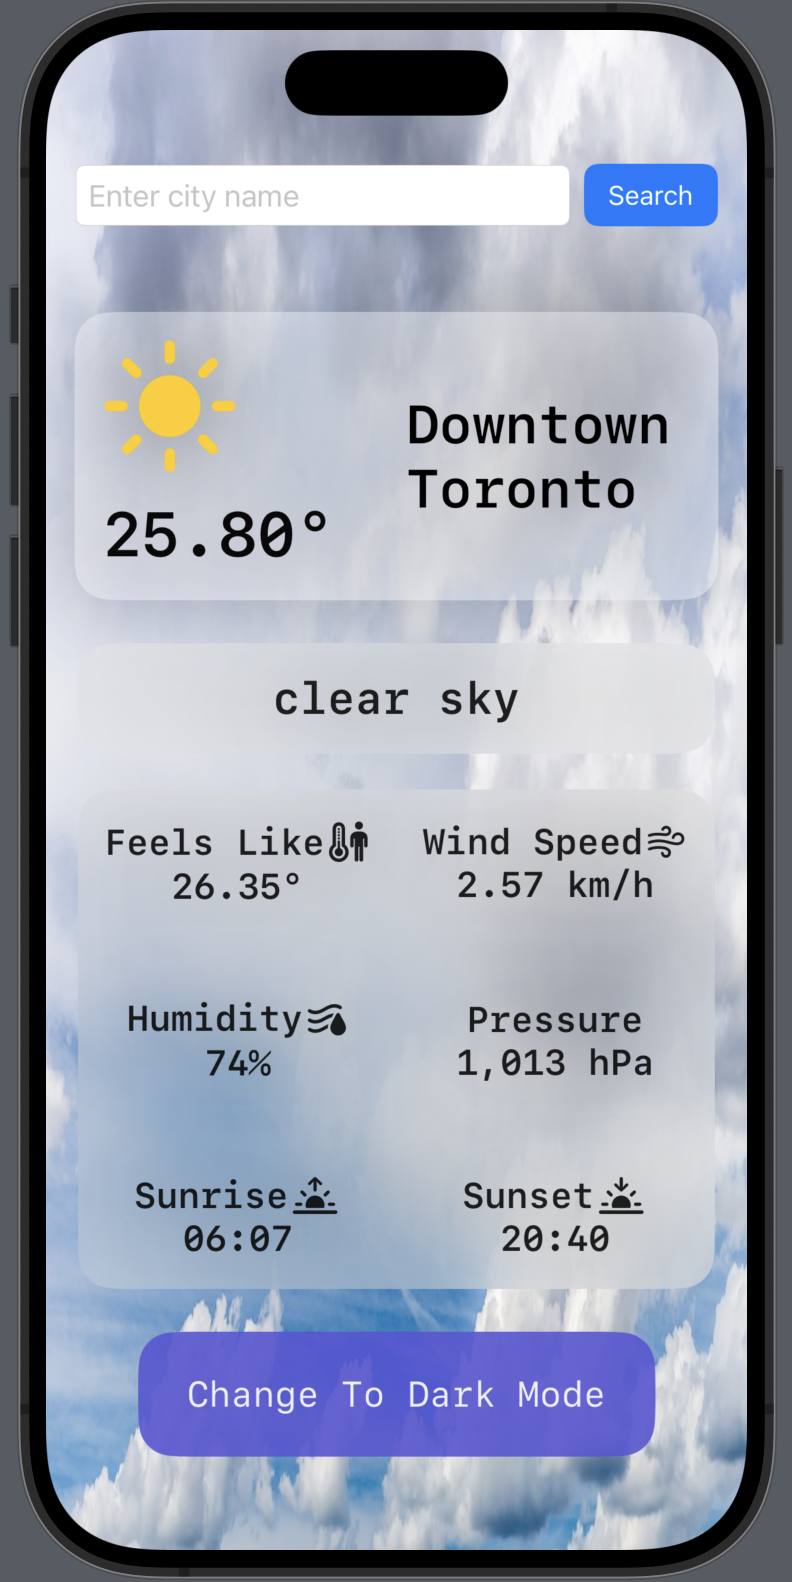 Enter city name
Search
25.80°
Downtown
Toronto
clear sky
Feels Like
26.35°
Wind Speed
2.57 km/h
Humidity
74%
Pressure
1,013 hPa
Sunrise
06:07
Sunset
20:40
Change To Dark Mode